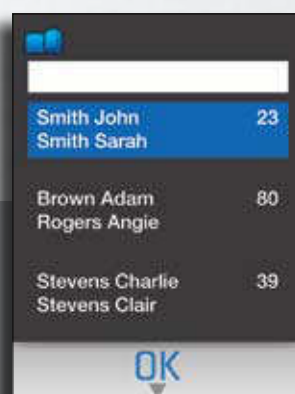 Smith John 23
Smith Sarah
Brown Adam 80
Rogers Angie
Stevens Charlie 39
Stevens Clair
OK